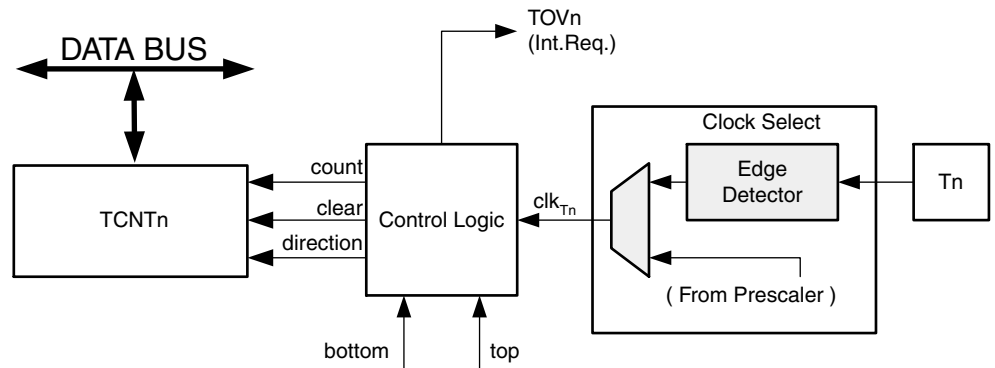 TOVn
(Int.Req.)
DATA BUS
Clock Select
count
Edge
Detector
Tn
TCNTn
clear
Control Logic
clkTn
direction
( From Prescaler )
bottom
top